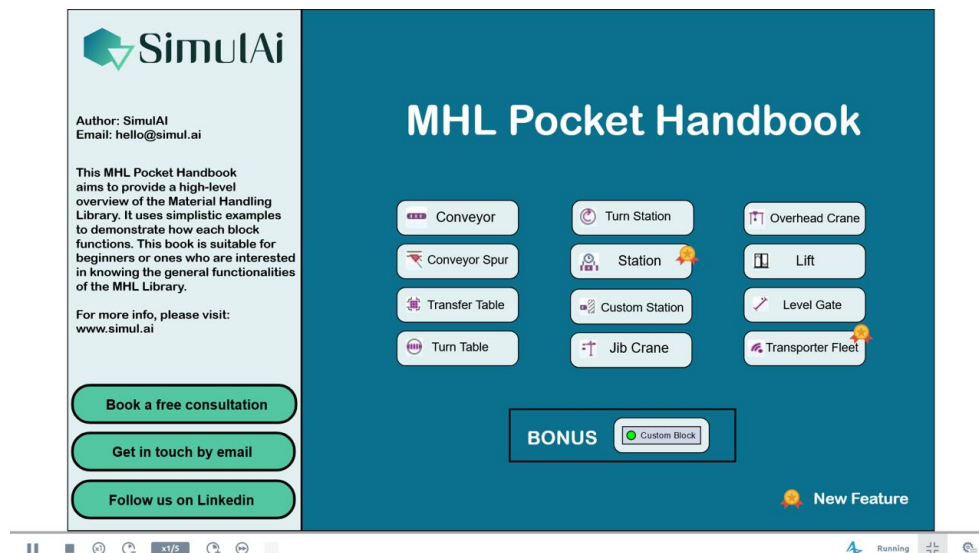 SimulAi
Author: SimulAI
Email: hello@simul.ai
This MHL Pocket Handbook
aims to provide a high-level
overview of the Material Handling
Library. It uses simplistic examples
to demonstrate how each block
functions. This book is suitable for
beginners or ones who are interested
in knowing the general functionalities
of the MHL Library.
For more info, please visit:
www.simul.ai
Book a free consultation
Get in touch by email
Follow us on Linkedin
MHL Pocket Handbook
Conveyor
Turn Station
Overhead Crane
Conveyor Spur
Station
Lift
Transfer Table
Custom Station
Level Gate
Turn Table
Jib Crane
Transporter Fleet
BONUS
Custom Block
New Feature
x1
x1/5
Running